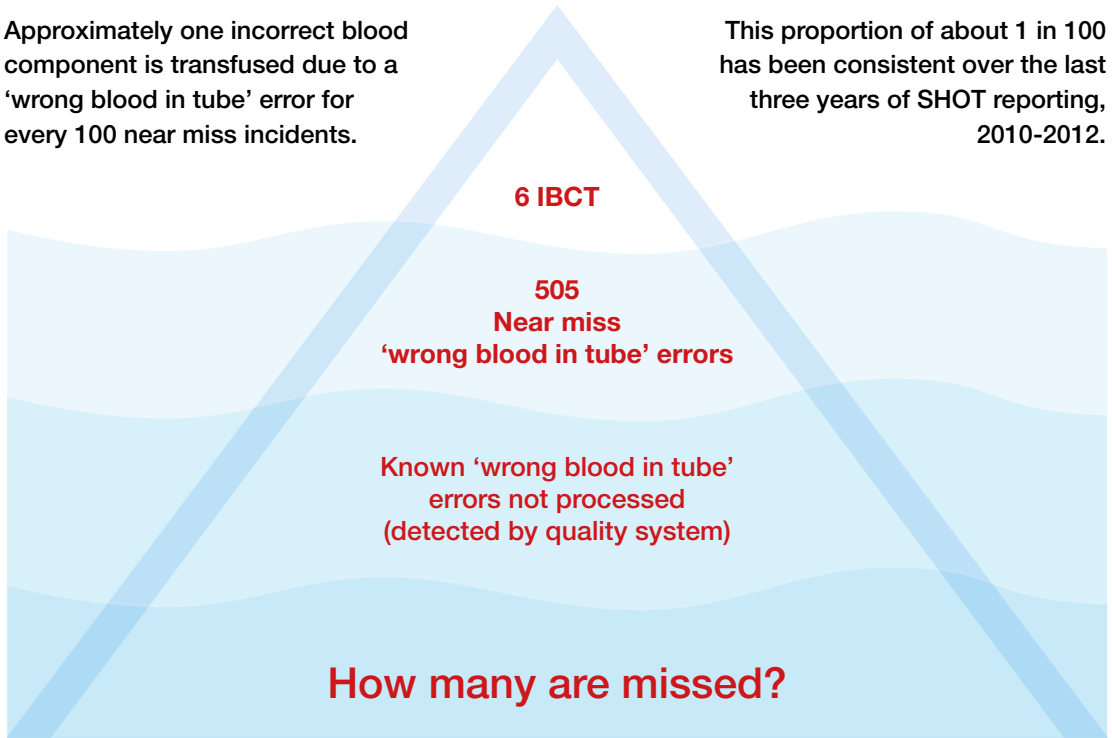 Approximately one incorrect blood
component is transfused due to a
‘wrong blood in tube’ error for
every 100 near miss incidents.
This proportion of about 1 in 100
has been consistent over the last
three years of SHOT reporting,
2010-2012.
6 IBCT
505
Near miss
‘wrong blood in tube’ errors
Known ‘wrong blood in tube’
errors not processed
(detected by quality system)
How many are missed?